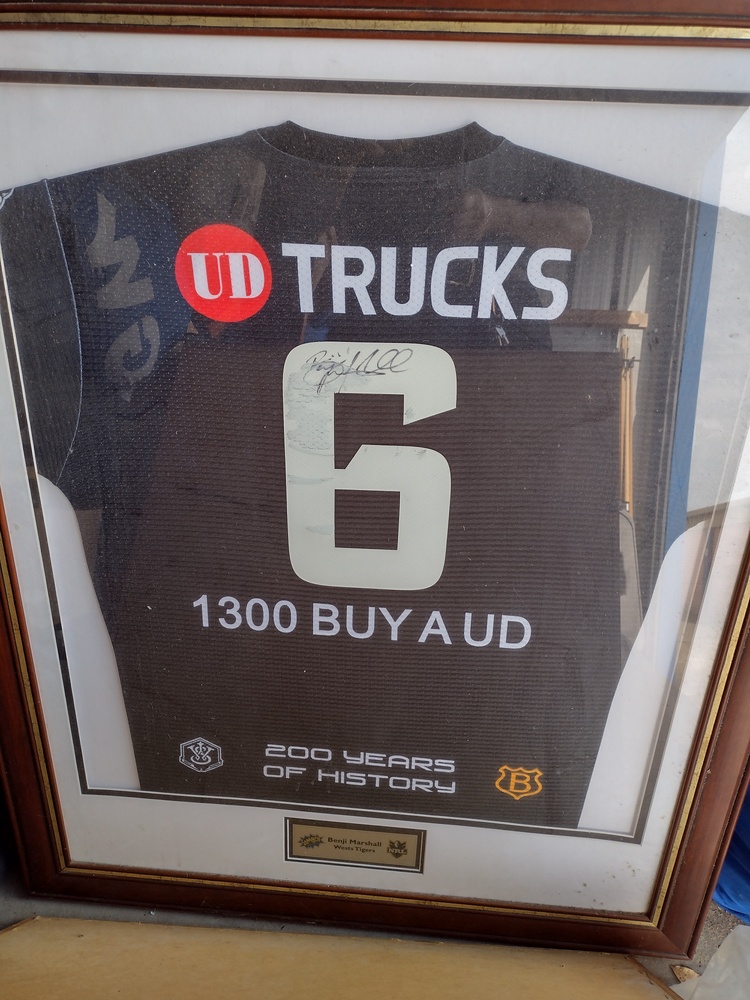 UD TRUCKS
6
1300 BUY A UD
200 YEARS
OF HISTORY
B
Benji Marshall
Wests Tigers